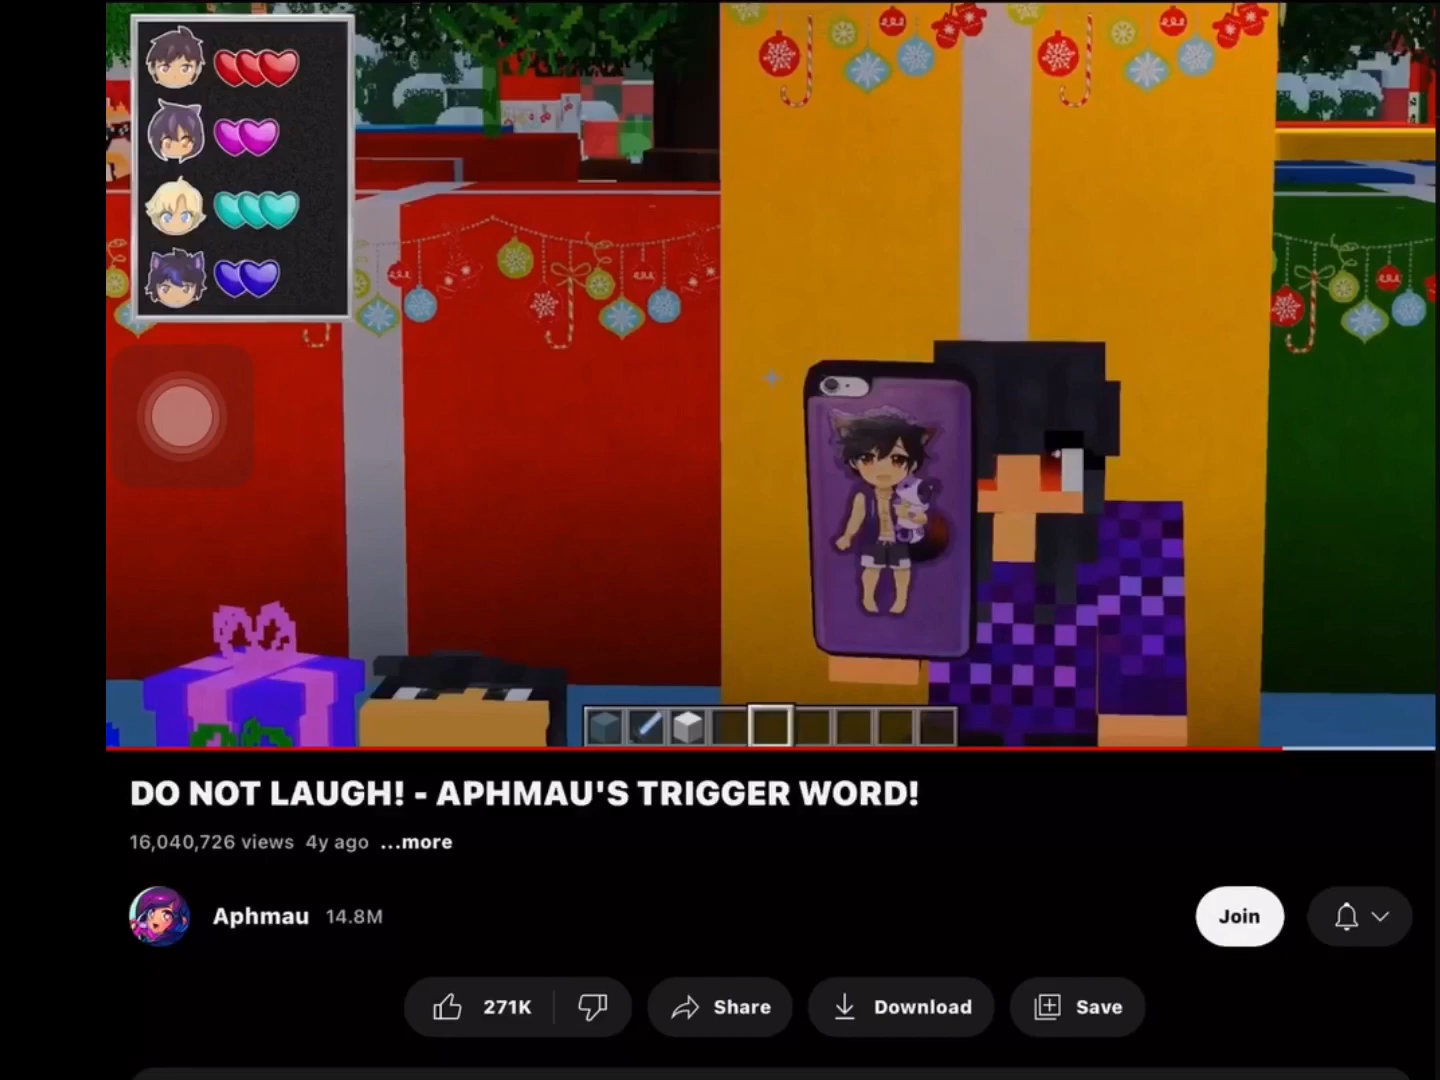 DO NOT LAUGH! - APHMAU'S TRIGGER WORD!
16,040,726 views 4y ago ...more
Aphmau 14.8M
Join
271K
Share
Download
Save